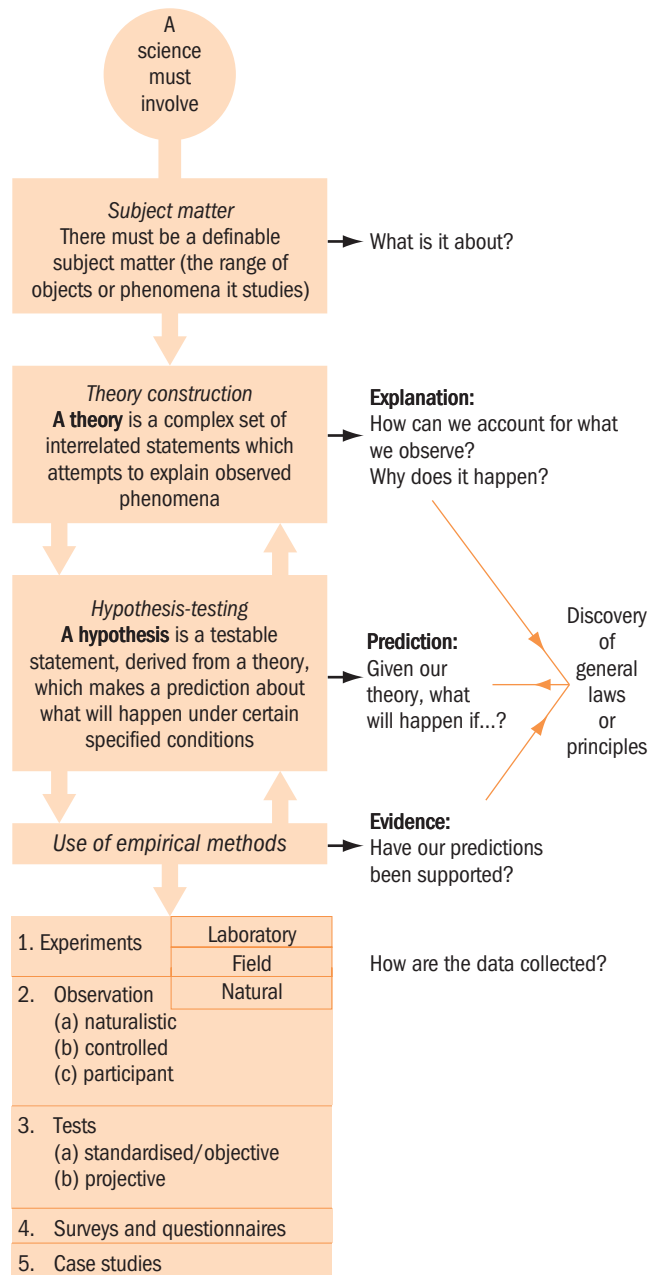 A
science
must
involve
Subject matter
There must be a definable
subject matter (the range of
objects or phenomena it studies)
What is it about?
Theory construction
A theory is a complex set of
interrelated statements which
attempts to explain observed
phenomena
Explanation:
How can we account for what
we observe?
Why does it happen?
Hypothesis-testing
A hypothesis is a testable
statement, derived from a theory,
which makes a prediction about
what will happen under certain
specified conditions
Prediction:
Given our
theory, what
will happen if...?
Discovery
of
general
laws
or
principles
Use of empirical methods
Evidence:
Have our predictions
been supported?
1. Experiments
Laboratory
Field
Natural
How are the data collected?
2. Observation
(a) naturalistic
(b) controlled
(c) participant
3. Tests
(a) standardised/objective
(b) projective
4. Surveys and questionnaires
5. Case studies